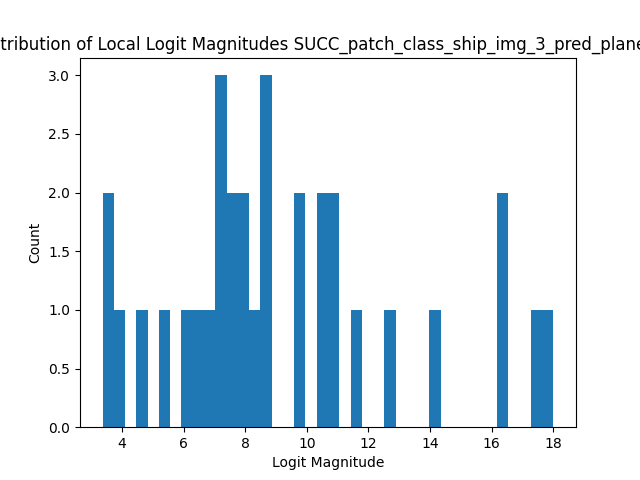 tribution of Local Logit Magnitudes SUCC_patch_class_ship_img_3_pred_plane
3.0
2.5
2.0
1.5
1.0
0.5
0.0
Count
4 6 8 10 12 14 16 18
Logit Magnitude